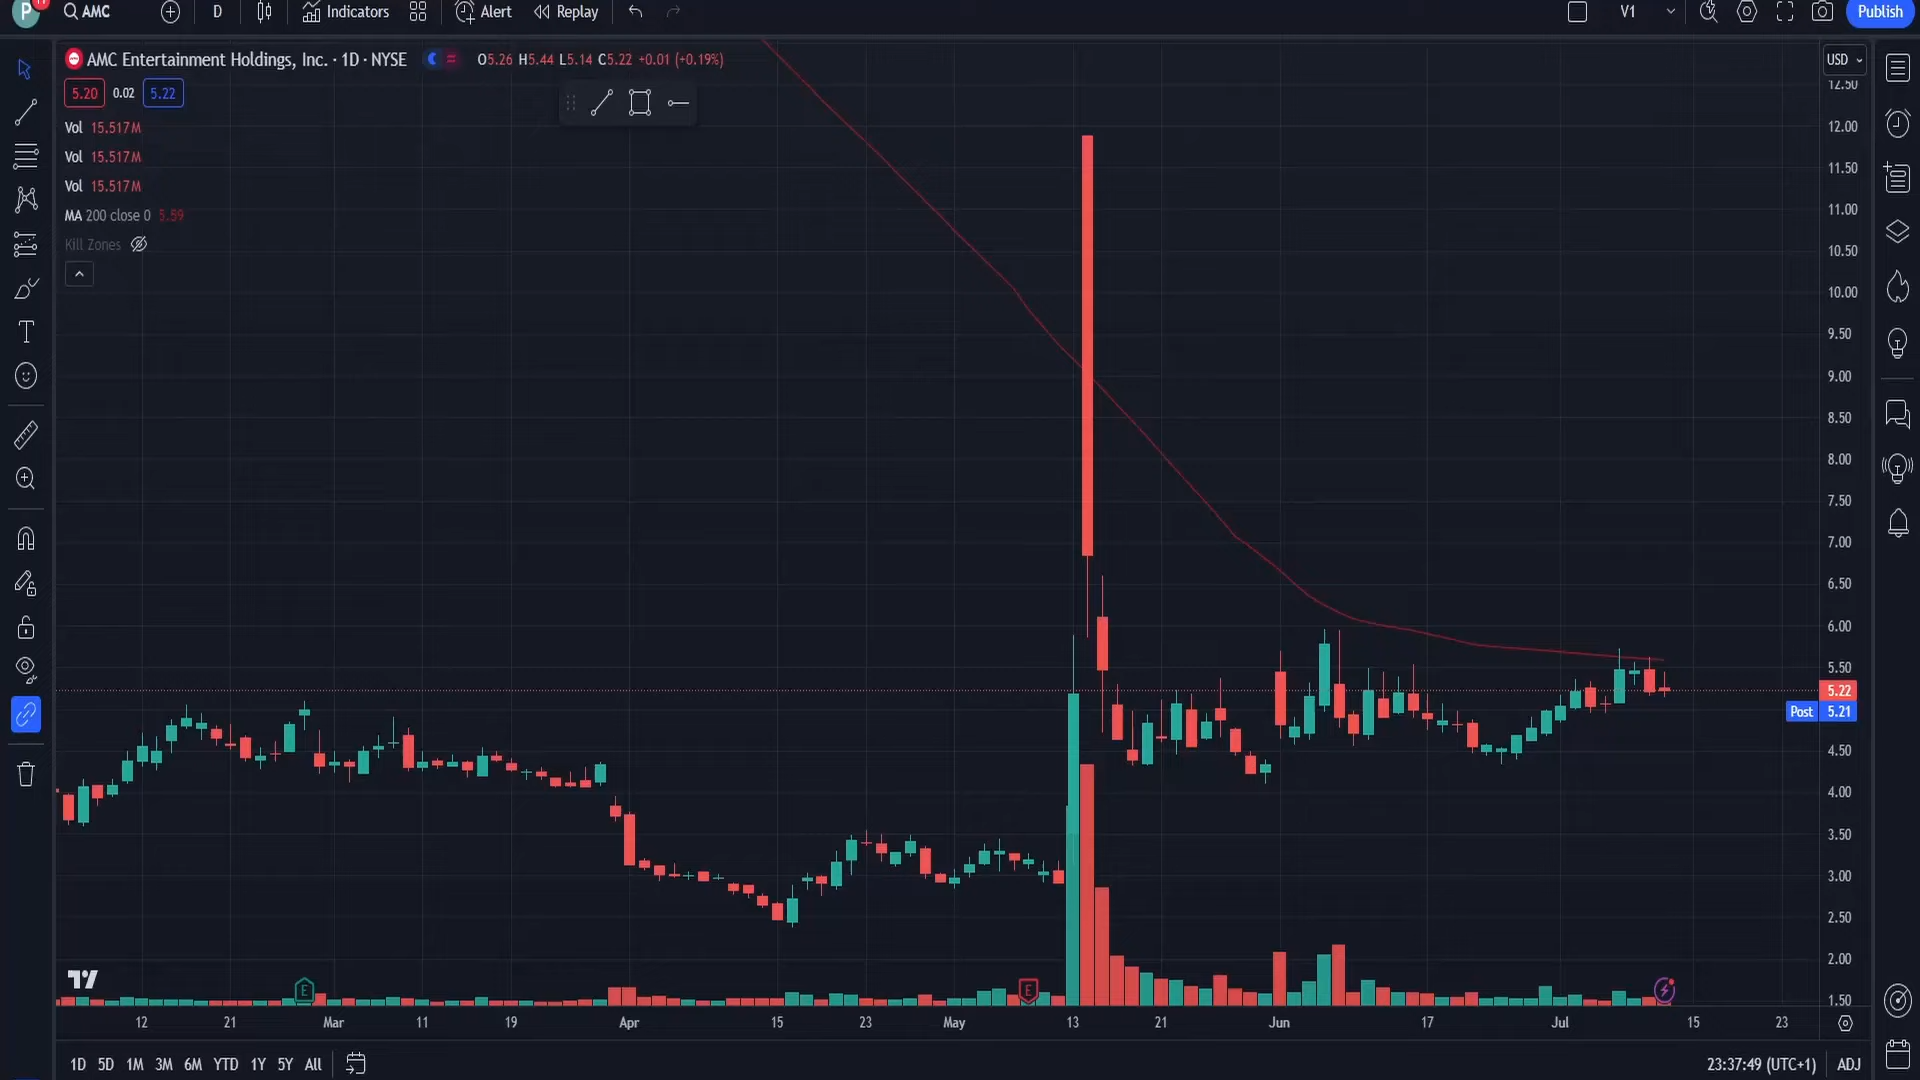 P 11 AMC D Indicators Alert Replay V1 Publish
AMC Entertainment Holdings, Inc. · 1D · NYSE O5.26 H5.44 L5.14 C5.22 +0.01 (+0.19%) USD
5.20 0.02 5.22
Vol 15.517M
Vol 15.517M
Vol 15.517M
MA 200 close 0 5.59
Kill Zones
12.50
12.00
11.50
11.00
10.50
10.00
9.50
9.00
8.50
8.00
7.50
7.00
6.50
6.00
5.50
5.22
Post 5.21
4.50
4.00
3.50
3.00
2.50
2.00
1.50
E E
12 21 Mar 11 19 Apr 15 23 May 13 21 Jun 17 Jul 15 23
1D 5D 1M 3M 6M YTD 1Y 5Y All 23:37:49 (UTC+1) ADJ